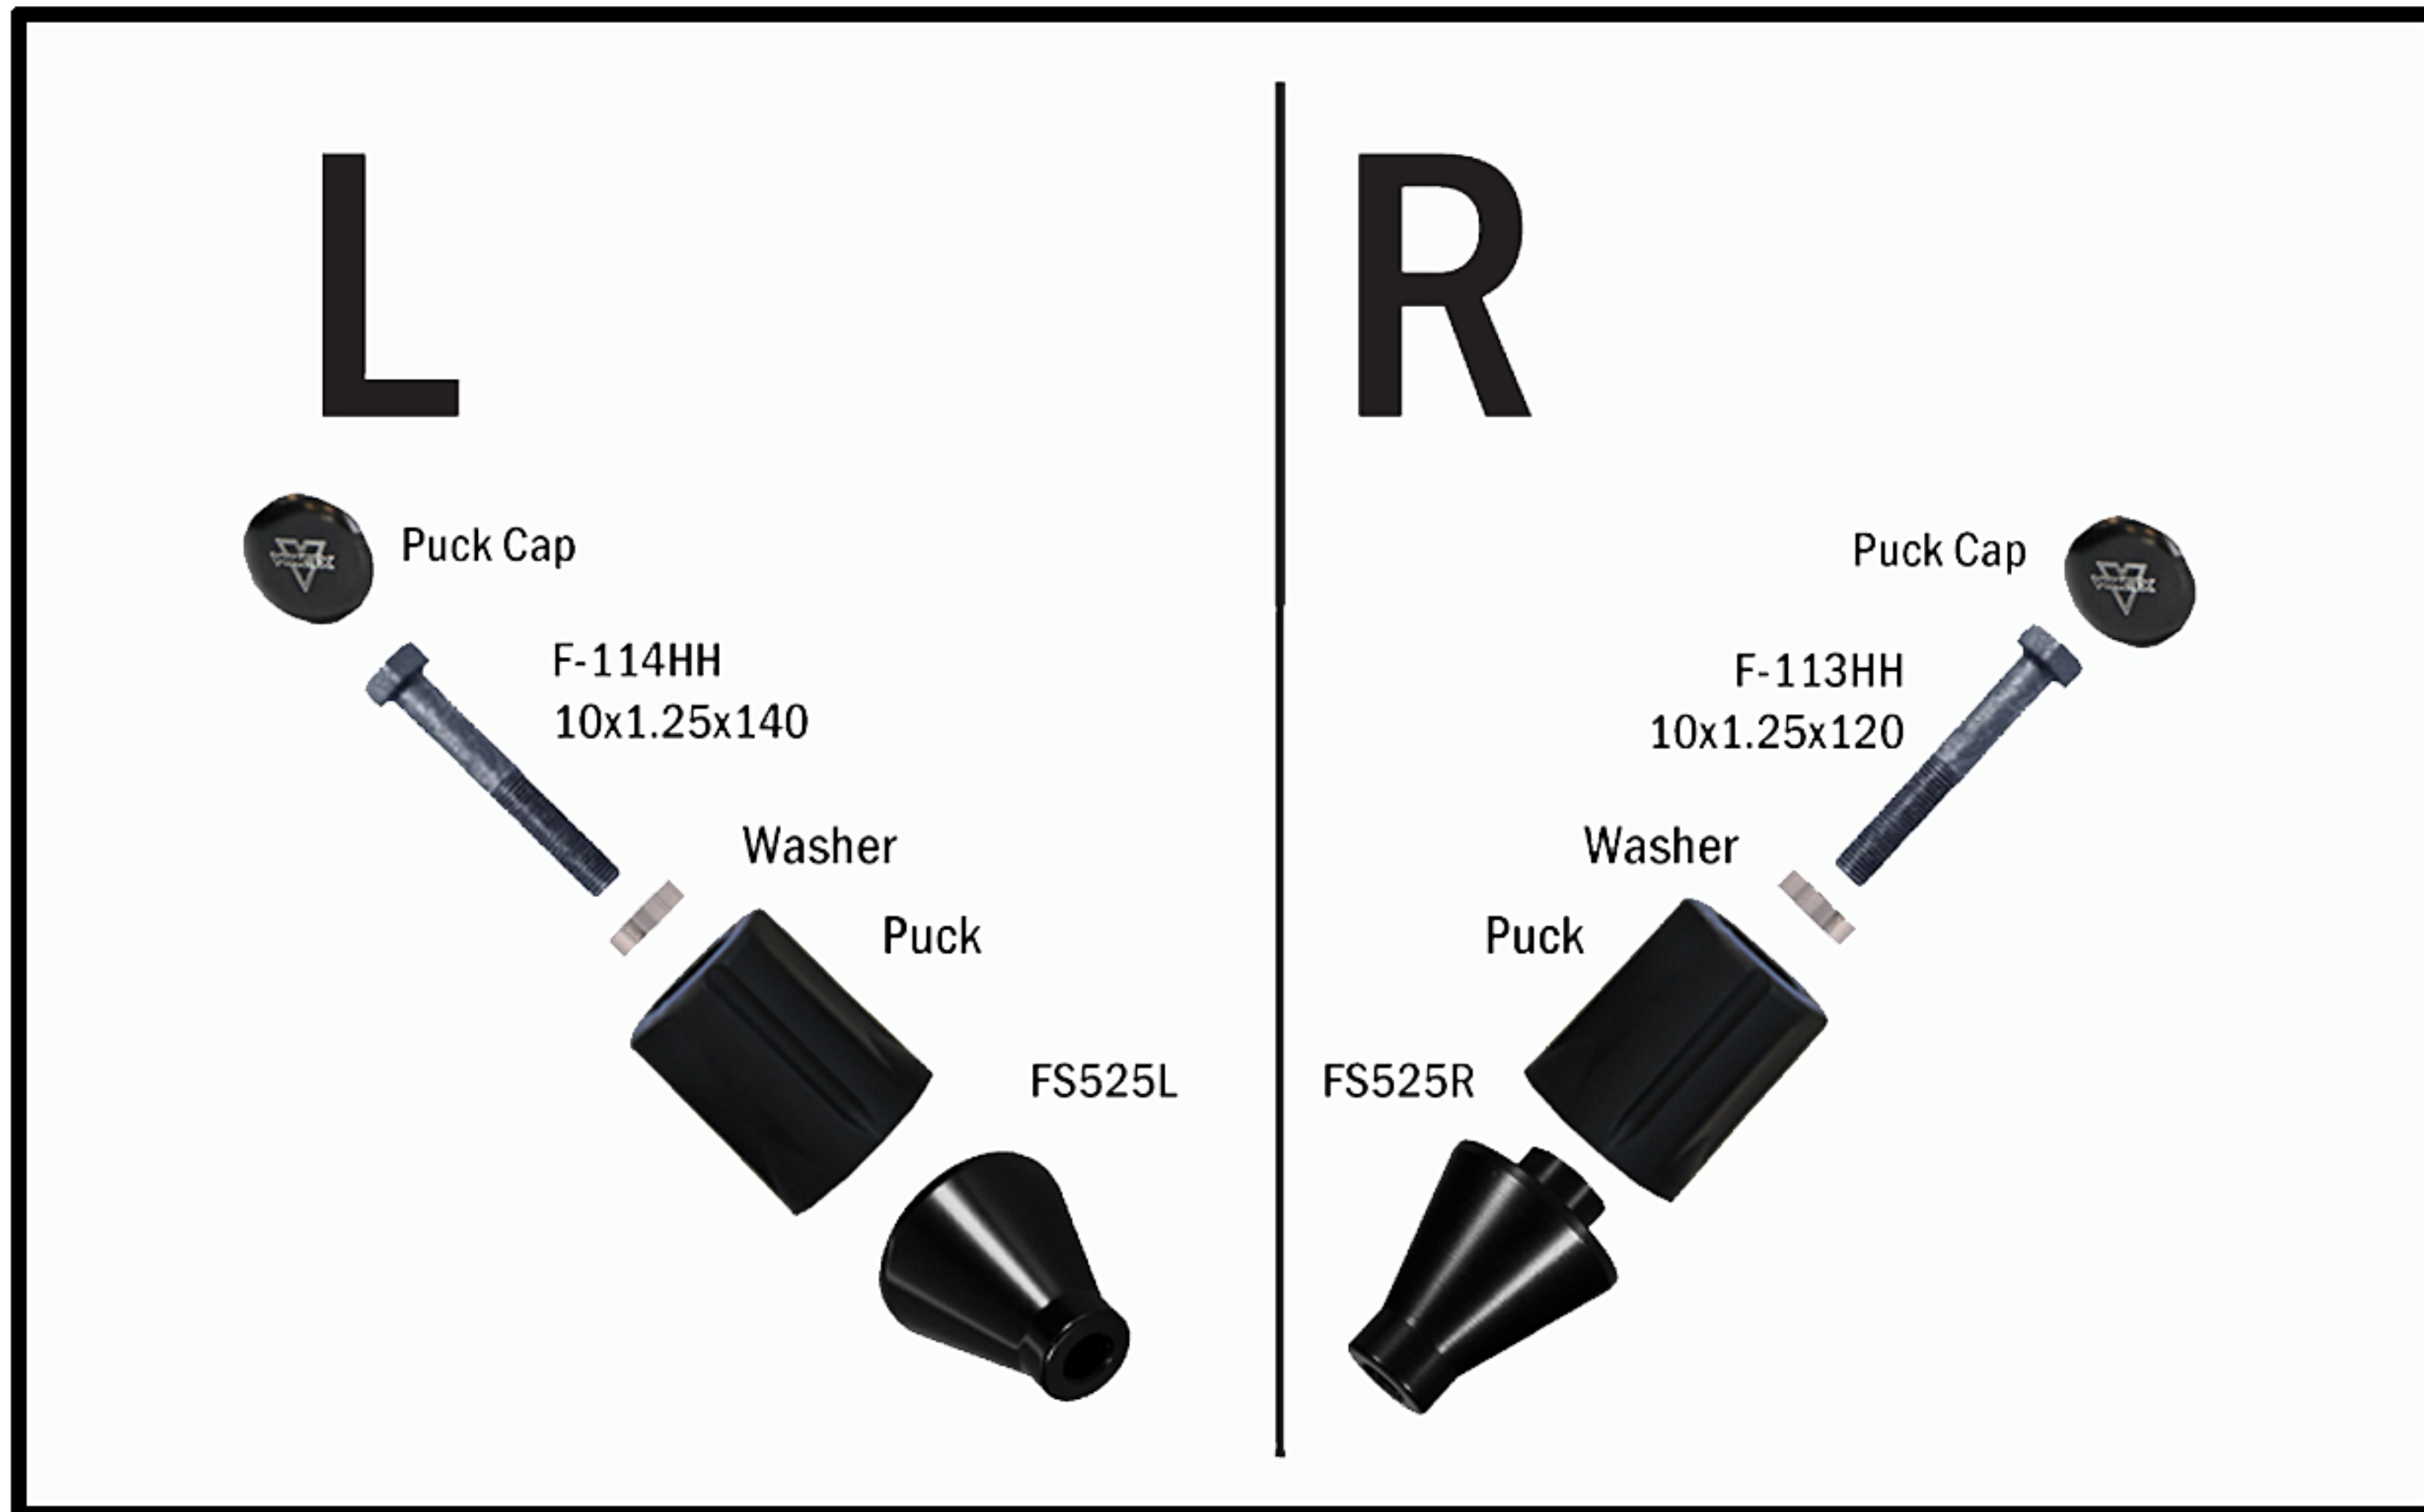 L
Puck Cap
F-114HH
10x1.25x140
Washer
Puck
FS525L
R
Puck Cap
F-113HH
10x1.25x120
Washer
Puck
FS525R